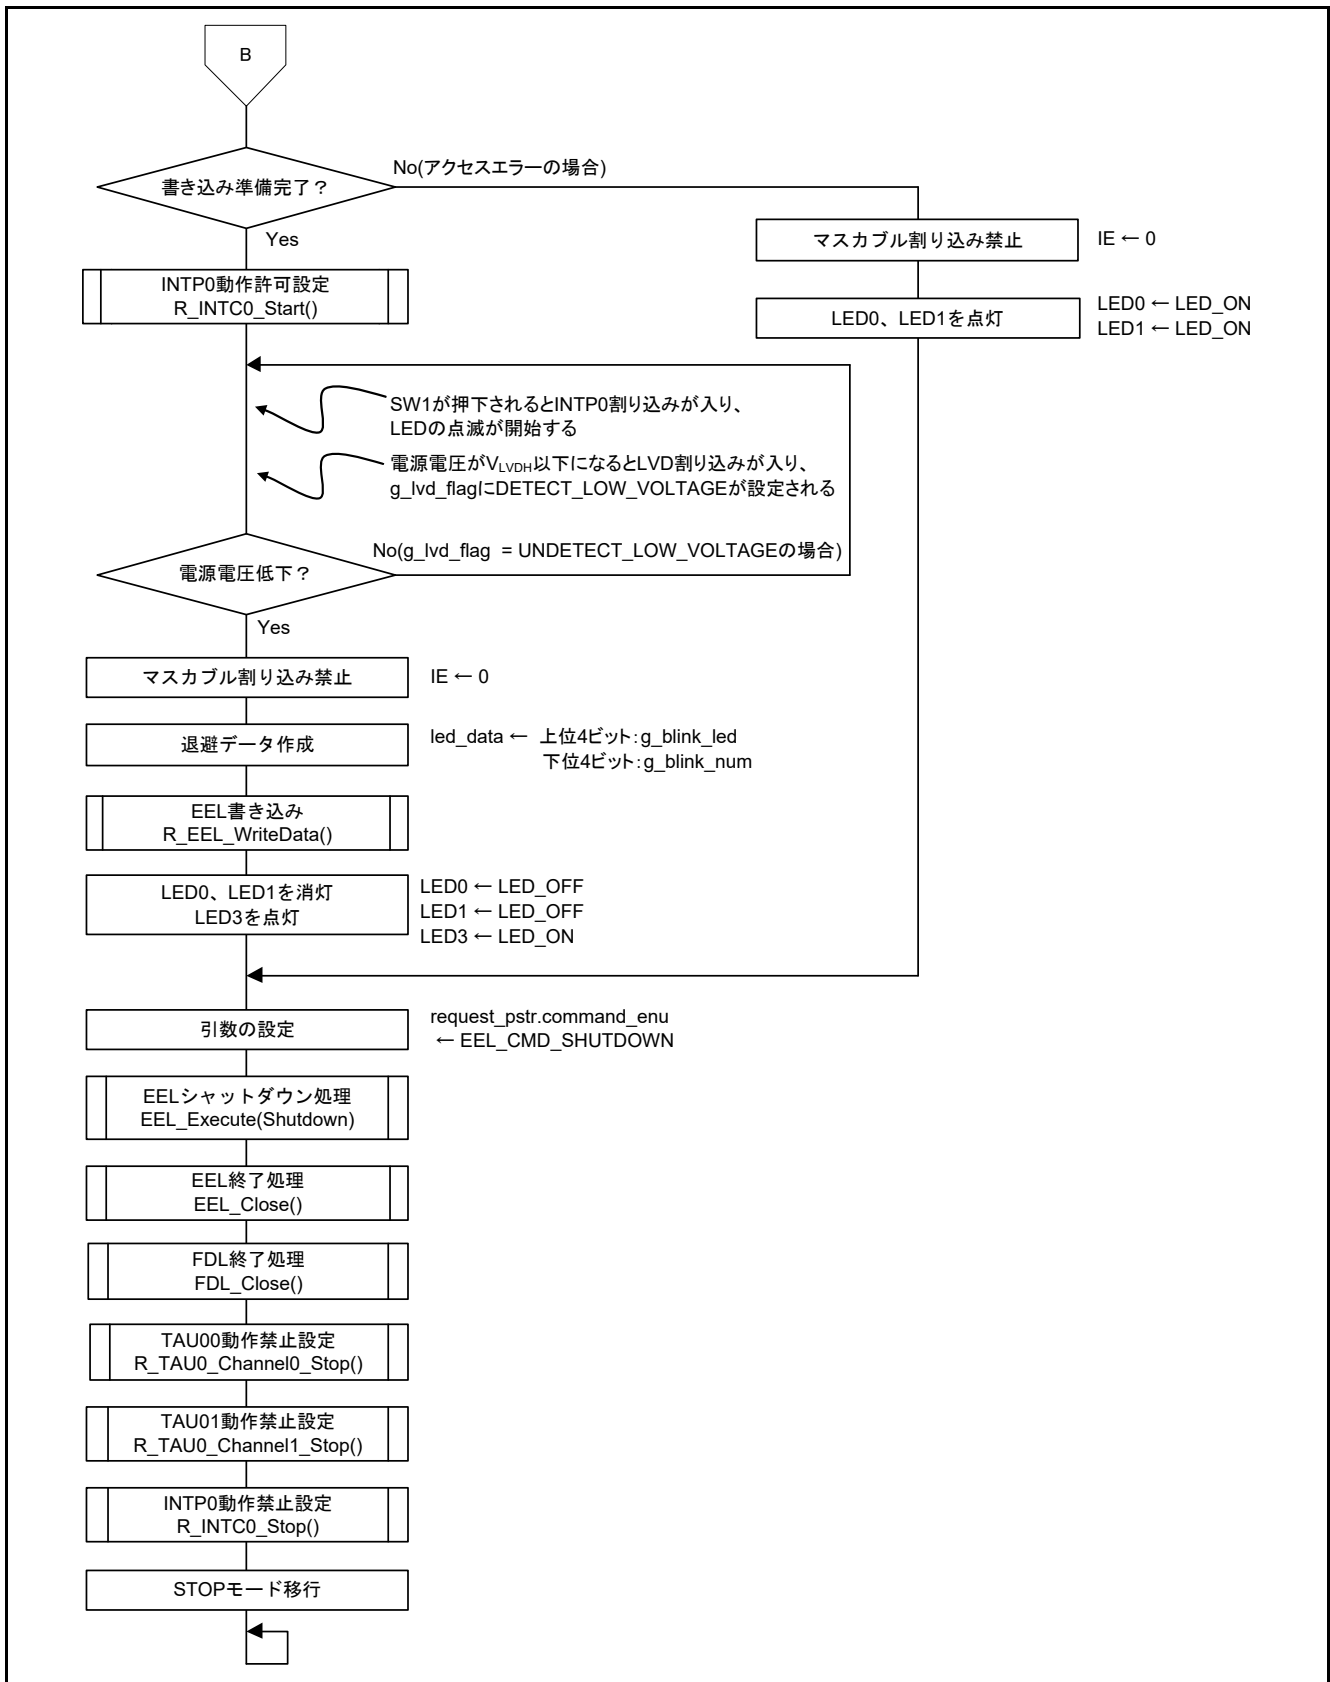 B
書き込み準備完了？
No(アクセスエラーの場合)
Yes
マスカブル割り込み禁止
IE ← 0
INTP0動作許可設定
R_INTC0_Start()
LED0、LED1を点灯
LED0 ← LED_ON
LED1 ← LED_ON
SW1が押下されるとINTP0割り込みが入り、
LEDの点滅が開始する
電源電圧がVLVDH以下になるとLVD割り込みが入り、
g_lvd_flagにDETECT_LOW_VOLTAGEが設定される
No(g_lvd_flag = UNDETECT_LOW_VOLTAGEの場合)
電源電圧低下？
Yes
マスカブル割り込み禁止
IE ← 0
退避データ作成
led_data ← 上位4ビット：g_blink_led
下位4ビット：g_blink_num
EEL書き込み
R_EEL_WriteData()
LED0、LED1を消灯
LED3を点灯
LED0 ← LED_OFF
LED1 ← LED_OFF
LED3 ← LED_ON
引数の設定
request_pstr.command_enu
← EEL_CMD_SHUTDOWN
EELシャットダウン処理
EEL_Execute(Shutdown)
EEL終了処理
EEL_Close()
FDL終了処理
FDL_Close()
TAU00動作禁止設定
R_TAU0_Channel0_Stop()
TAU01動作禁止設定
R_TAU0_Channel1_Stop()
INTP0動作禁止設定
R_INTC0_Stop()
STOPモード移行